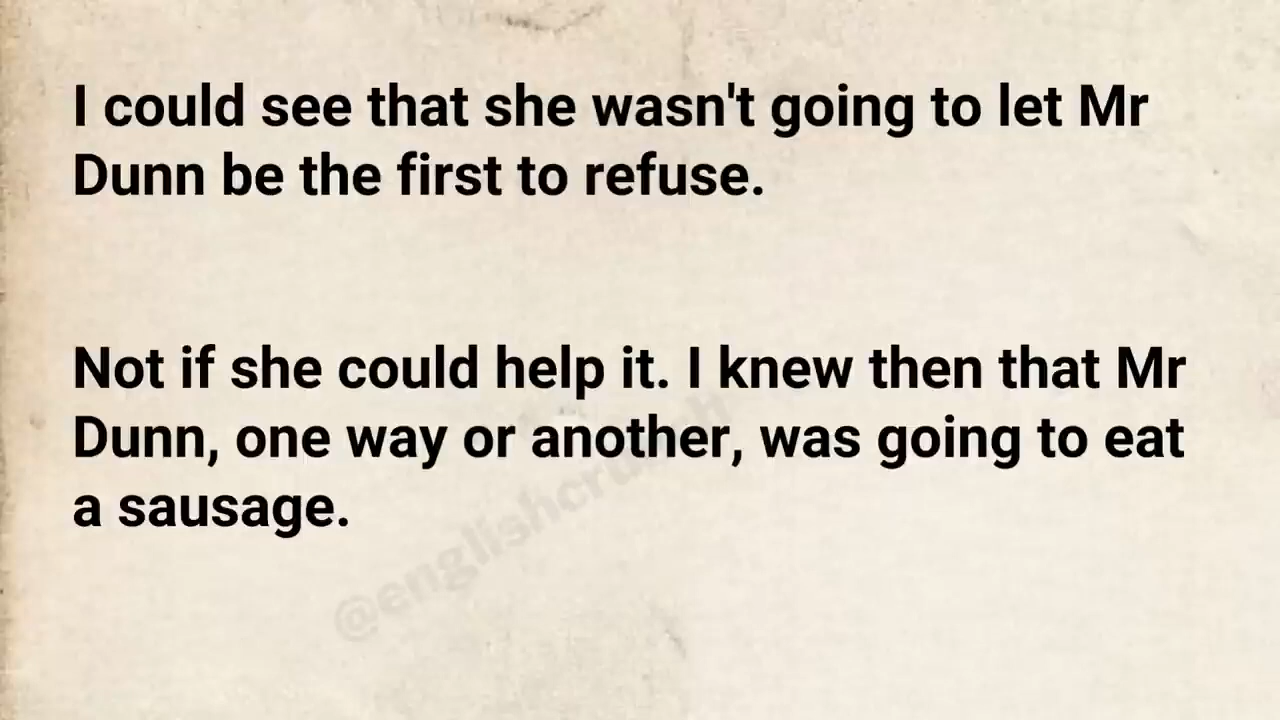 I could see that she wasn't going to let Mr
Dunn be the first to refuse.
Not if she could help it. I knew then that Mr
Dunn, one way or another, was going to eat
a sausage.
@englishcrush